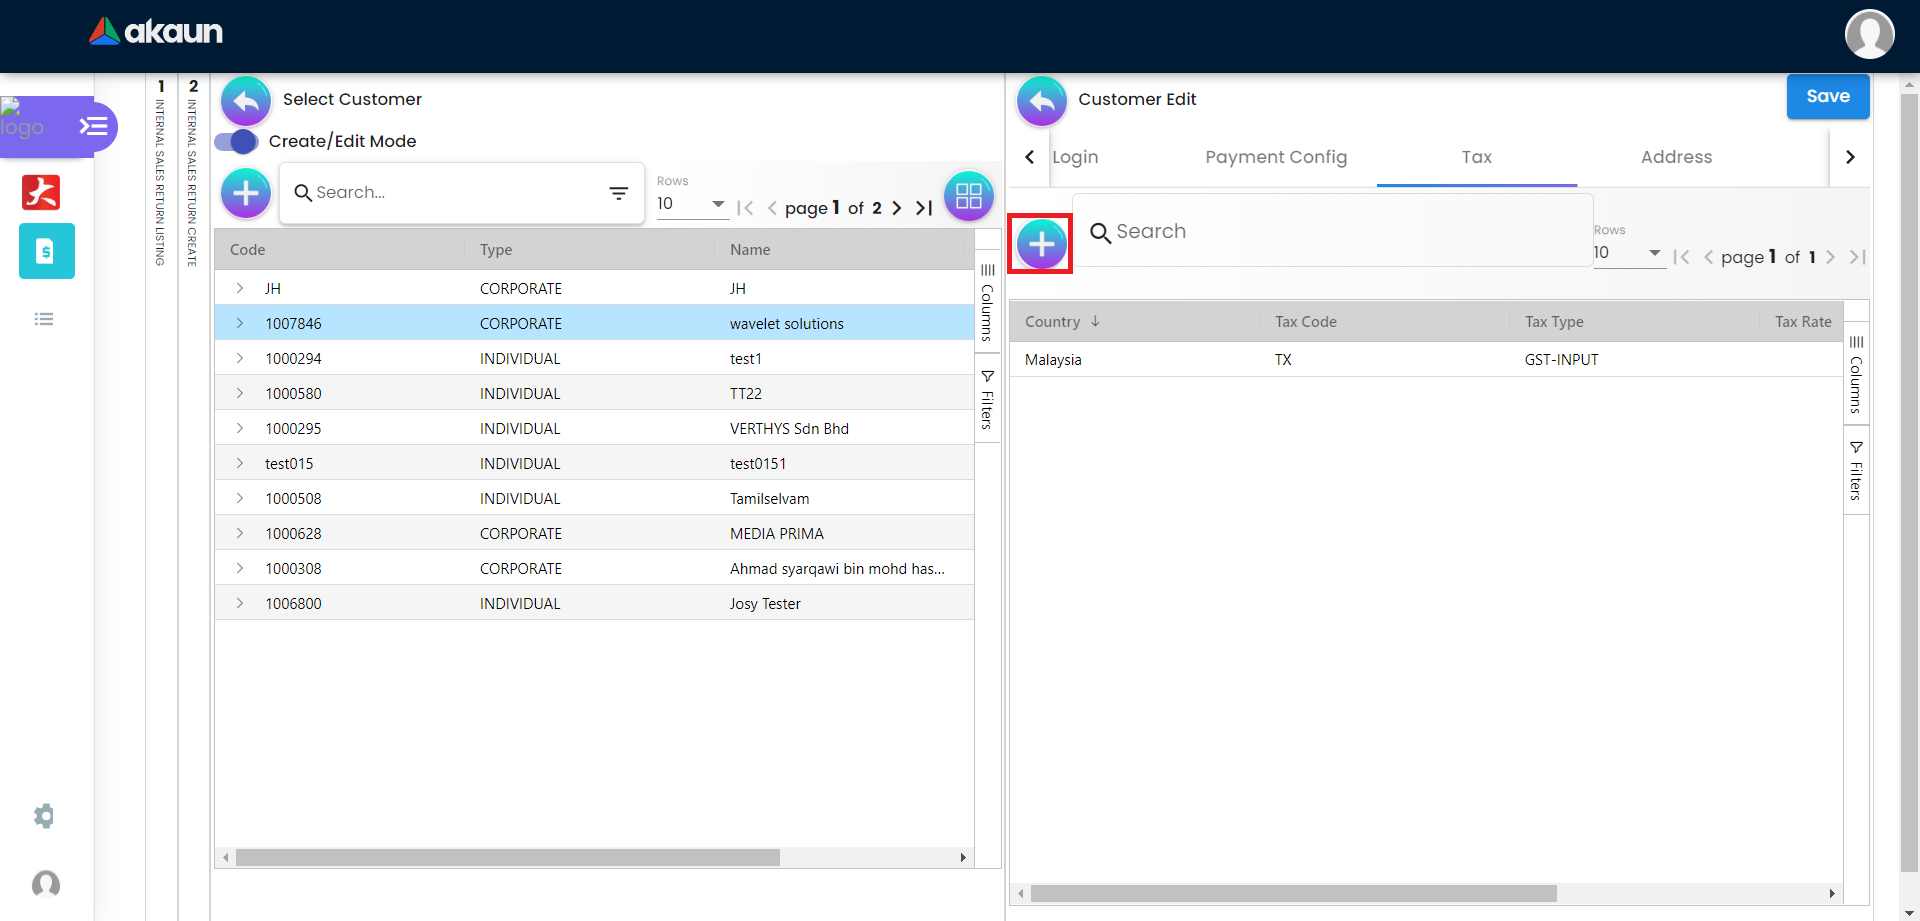 akaun
logo
1 INTERNAL SALES RETURN LISTING
2 INTERNAL SALES RETURN CREATE
Select Customer
Create/Edit Mode
Search...
Rows
10
page 1 of 2
Code Type Name
JH CORPORATE JH
1007846 CORPORATE wavelet solutions
1000294 INDIVIDUAL test1
1000580 INDIVIDUAL TT22
1000295 INDIVIDUAL VERTHYS Sdn Bhd
test015 INDIVIDUAL test0151
1000508 INDIVIDUAL Tamilselvam
1000628 CORPORATE MEDIA PRIMA
1000308 CORPORATE Ahmad syarqawi bin mohd has...
1006800 INDIVIDUAL Josy Tester
Columns
Filters
Customer Edit
Save
Login Payment Config Tax Address
Search
Rows
10
page 1 of 1
Country Tax Code Tax Type Tax Rate
Malaysia TX GST-INPUT
Columns
Filters